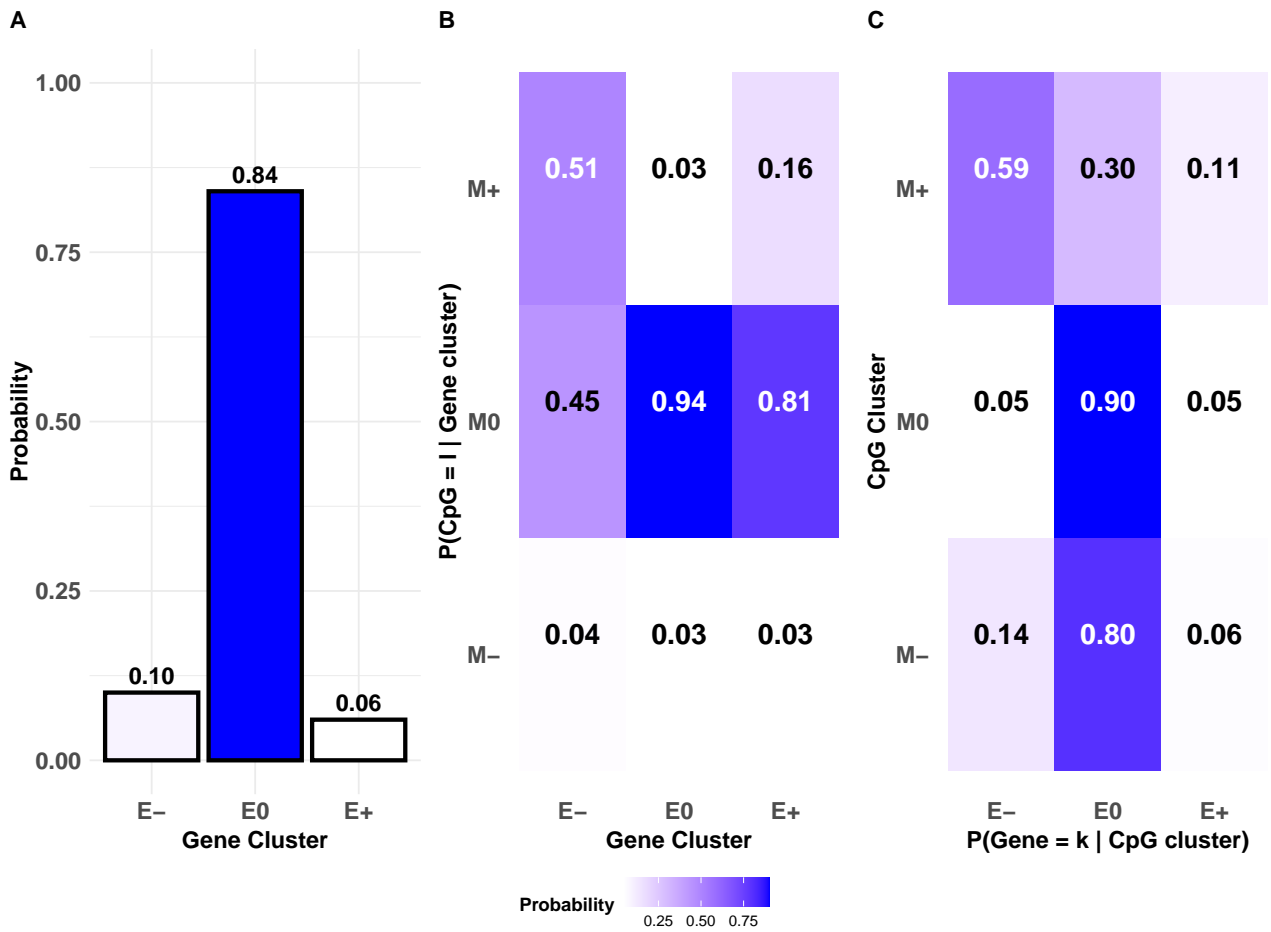 A
1.00
0.75
0.50
0.25
0.00
Probability
0.10
0.84
0.06
E− E0 E+
Gene Cluster
B
P(CpG = l | Gene cluster)
M+ 0.51 0.03 0.16
M0 0.45 0.94 0.81
M− 0.04 0.03 0.03
E− E0 E+
Gene Cluster
C
CpG Cluster
M+ 0.59 0.30 0.11
M0 0.05 0.90 0.05
M− 0.14 0.80 0.06
E− E0 E+
P(Gene = k | CpG cluster)
Probability
0.25 0.50 0.75